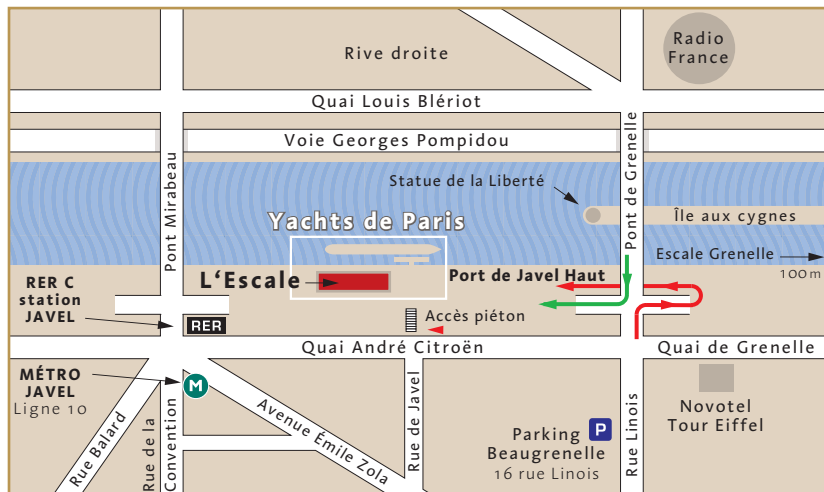 Radio
France
Rive droite
Quai Louis Blériot
Voie Georges Pompidou
Pont Mirabeau
Pont de Grenelle
Statue de la Liberté
Île aux cygnes
Yachts de Paris
Escale Grenelle
100m
L'Escale
Port de Javel Haut
RER C
station
JAVEL
RER
Accès piéton
Quai André Citroën
Quai de Grenelle
MÉTRO
JAVEL
Ligne 10
M
Rue Balard
Rue de la
Convention
Avenue Émile Zola
Rue de Javel
Parking
Beaugrenelle
16 rue Linois
P
Rue Linois
Novotel
Tour Eiffel